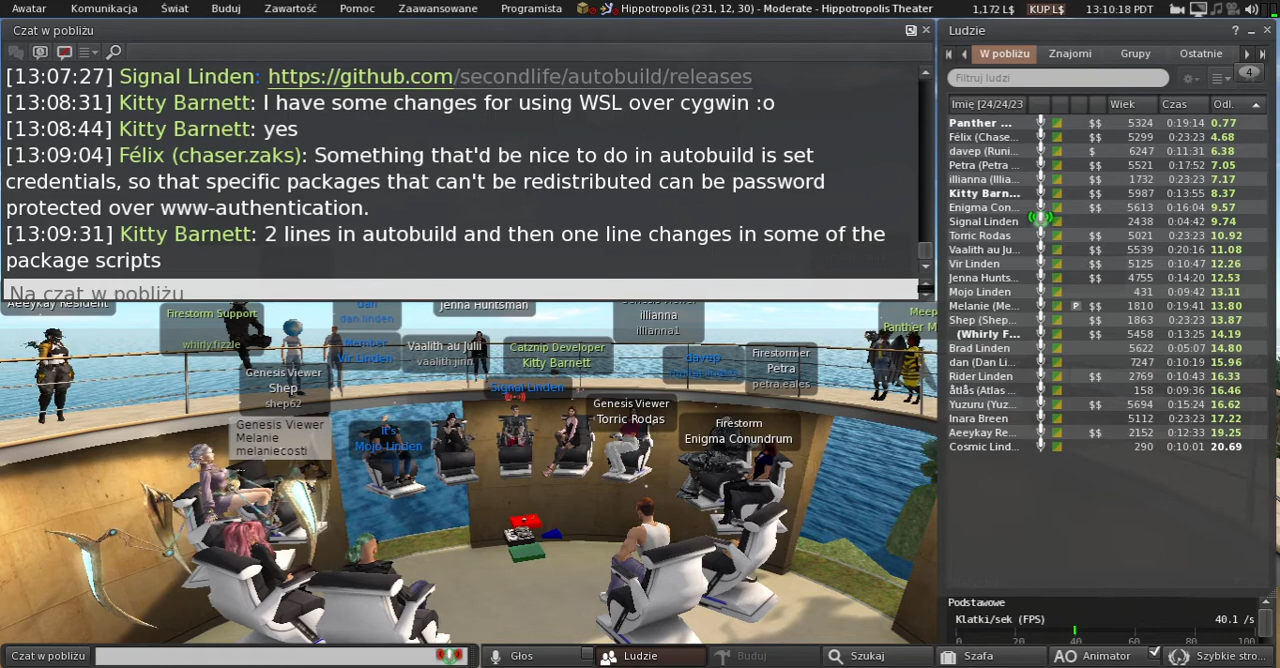 Awatar Komunikacja Świat Buduj Zawartość Pomoc Zaawansowane Programista Hippotropolis (231, 12, 30) - Moderate - Hippotropolis Theater 1,172 L$ KUP L$ 13:10:18 PDT
Czat w pobliżu
[13:07:27] Signal Linden: https://github.com/secondlife/autobuild/releases
[13:08:31] Kitty Barnett: I have some changes for using WSL over cygwin :o
[13:08:44] Kitty Barnett: yes
[13:09:04] Félix (chaser.zaks): Something that'd be nice to do in autobuild is set
credentials, so that specific packages that can't be redistributed can be password
protected over www-authentication.
[13:09:31] Kitty Barnett: 2 lines in autobuild and then one line changes in some of the
package scripts
Na czat w pobliżu
Aeeykay Resident
Firestorm Support
whirly.fizzle
dan
dan.linden
Member
Vir Linden
Jenna Huntsman
Vaalith au Julii
vaalith.jinn
Catznip Developer
Kitty Barnett
Signal Linden
Genesis Viewer
illianna
illianna1
davep
Firestormer
Petra
petra.eales
Meep
Panther M
Genesis Viewer
Shep
shep62
Genesis Viewer
Melanie
melaniecosti
it's
Mojo Linden
Genesis Viewer
Torric Rodas
Firestorm
Enigma Conundrum
Ludzie
W pobliżu Znajomi Grupy Ostatnie
Filtruj ludzi 4
Imię [24/24/23 Wiek Czas Odl.
Panther ... $$ 5324 0:19:14 0.77
Félix (Chase... $$ 5299 0:23:23 4.68
davep (Runi... 6247 0:11:31 6.38
Petra (Petra ... $$ 5521 0:17:52 7.05
illianna (Illia... $$ 1732 0:23:23 7.17
Kitty Barn... $$ 5987 0:13:55 8.37
Enigma Con... $$ 5613 0:16:04 9.57
Signal Linden 2438 0:04:42 9.74
Torric Rodas $$ 5021 0:23:23 10.92
Vaalith au Ju... $$ 5539 0:20:16 11.08
Vir Linden $$ 5125 0:10:47 12.26
Jenna Hunts... $$ 4755 0:14:20 12.53
Mojo Linden 431 0:09:42 13.11
Melanie (Me... P $$ 1810 0:19:41 13.80
Shep (Shep... $$ 1863 0:23:23 13.87
(Whirly F... $$ 5458 0:13:25 14.19
Brad Linden 5622 0:05:07 14.80
dan (Dan Li... 7247 0:10:19 15.96
Rider Linden $$ 2769 0:10:43 16.33
åtlås (Atlas ... 158 0:09:36 16.46
Yuzuru (Yuz... $$ 5694 0:15:24 16.62
Inara Breen 5112 0:23:23 17.22
Aeeykay Re... $$ 2152 0:12:33 19.25
Cosmic Lind... 290 0:10:01 20.69
Podstawowe
Klatki/sek (FPS) 40.1 /s
0 20 40 60 80 100
Czat w pobliżu Głos Ludzie Buduj Szukaj Szafa AO Animator Szybkie stro...